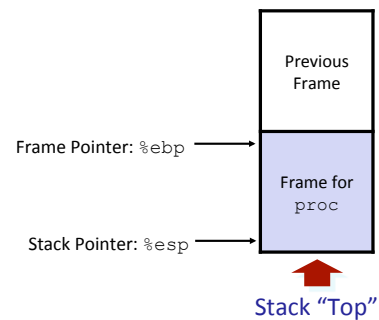 Previous
Frame
Frame Pointer: %ebp
Frame for
proc
Stack Pointer: %esp
Stack “Top”